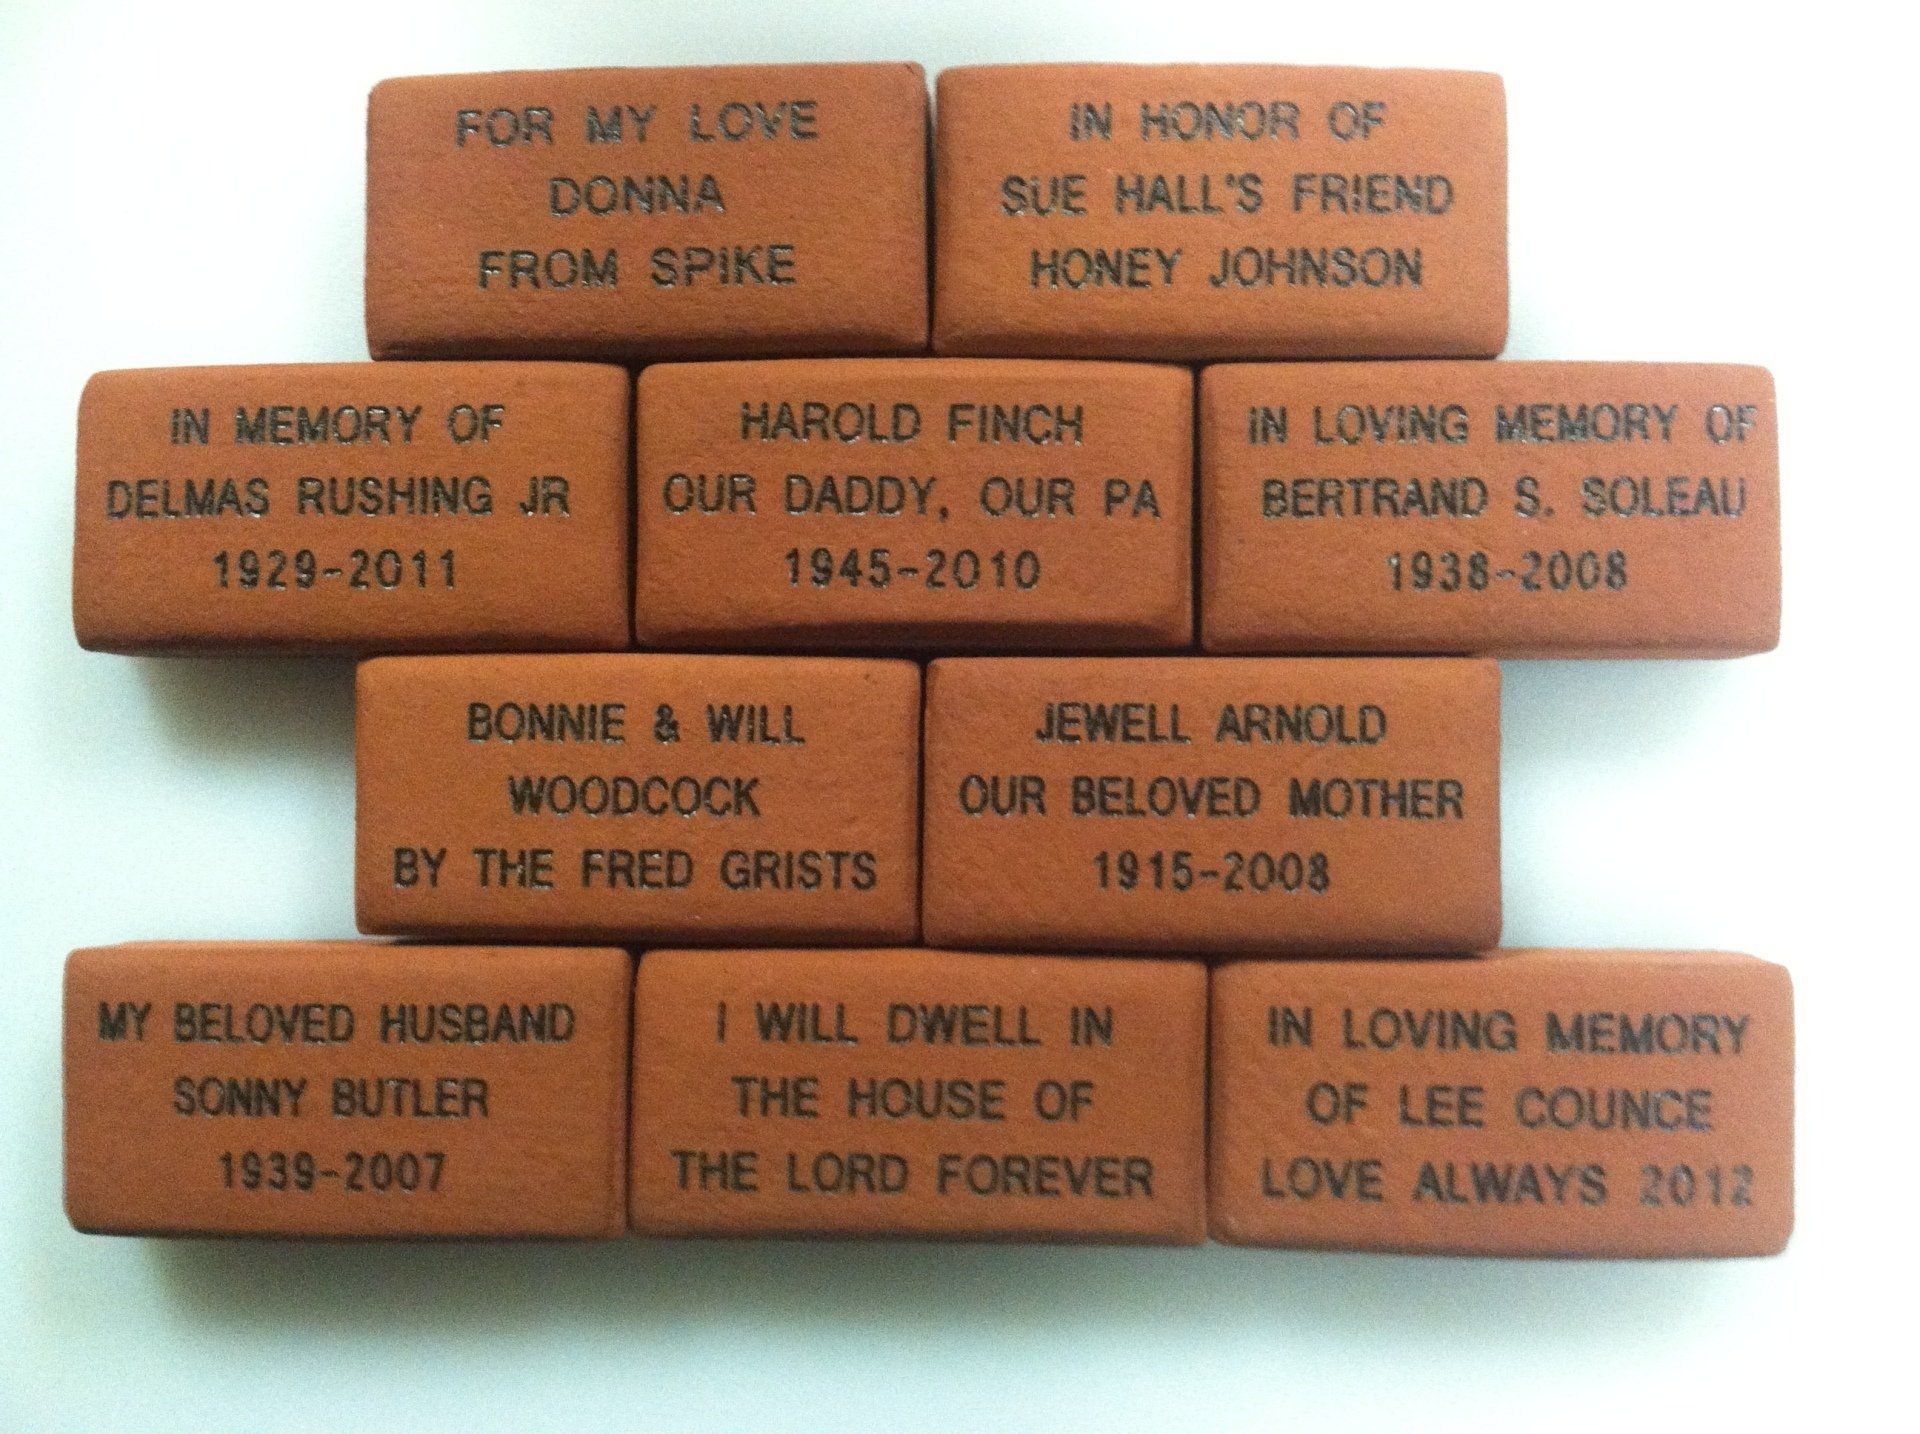 FOR MY LOVE
DONNA
FROM SPIKE
IN HONOR OF
SUE HALL'S FRIEND
HONEY JOHNSON
IN MEMORY OF
DELMAS RUSHING JR
1929-2011
HAROLD FINCH
OUR DADDY, OUR PA
1945-2010
IN LOVING MEMORY OF
BERTRAND S. SOLEAU
1938-2008
BONNIE & WILL
WOODCOCK
BY THE FRED GRISTS
JEWELL ARNOLD
OUR BELOVED MOTHER
1915-2008
MY BELOVED HUSBAND
SONNY BUTLER
1939-2007
I WILL DWELL IN
THE HOUSE OF
THE LORD FOREVER
IN LOVING MEMORY
OF LEE COUNCE
LOVE ALWAYS 2012